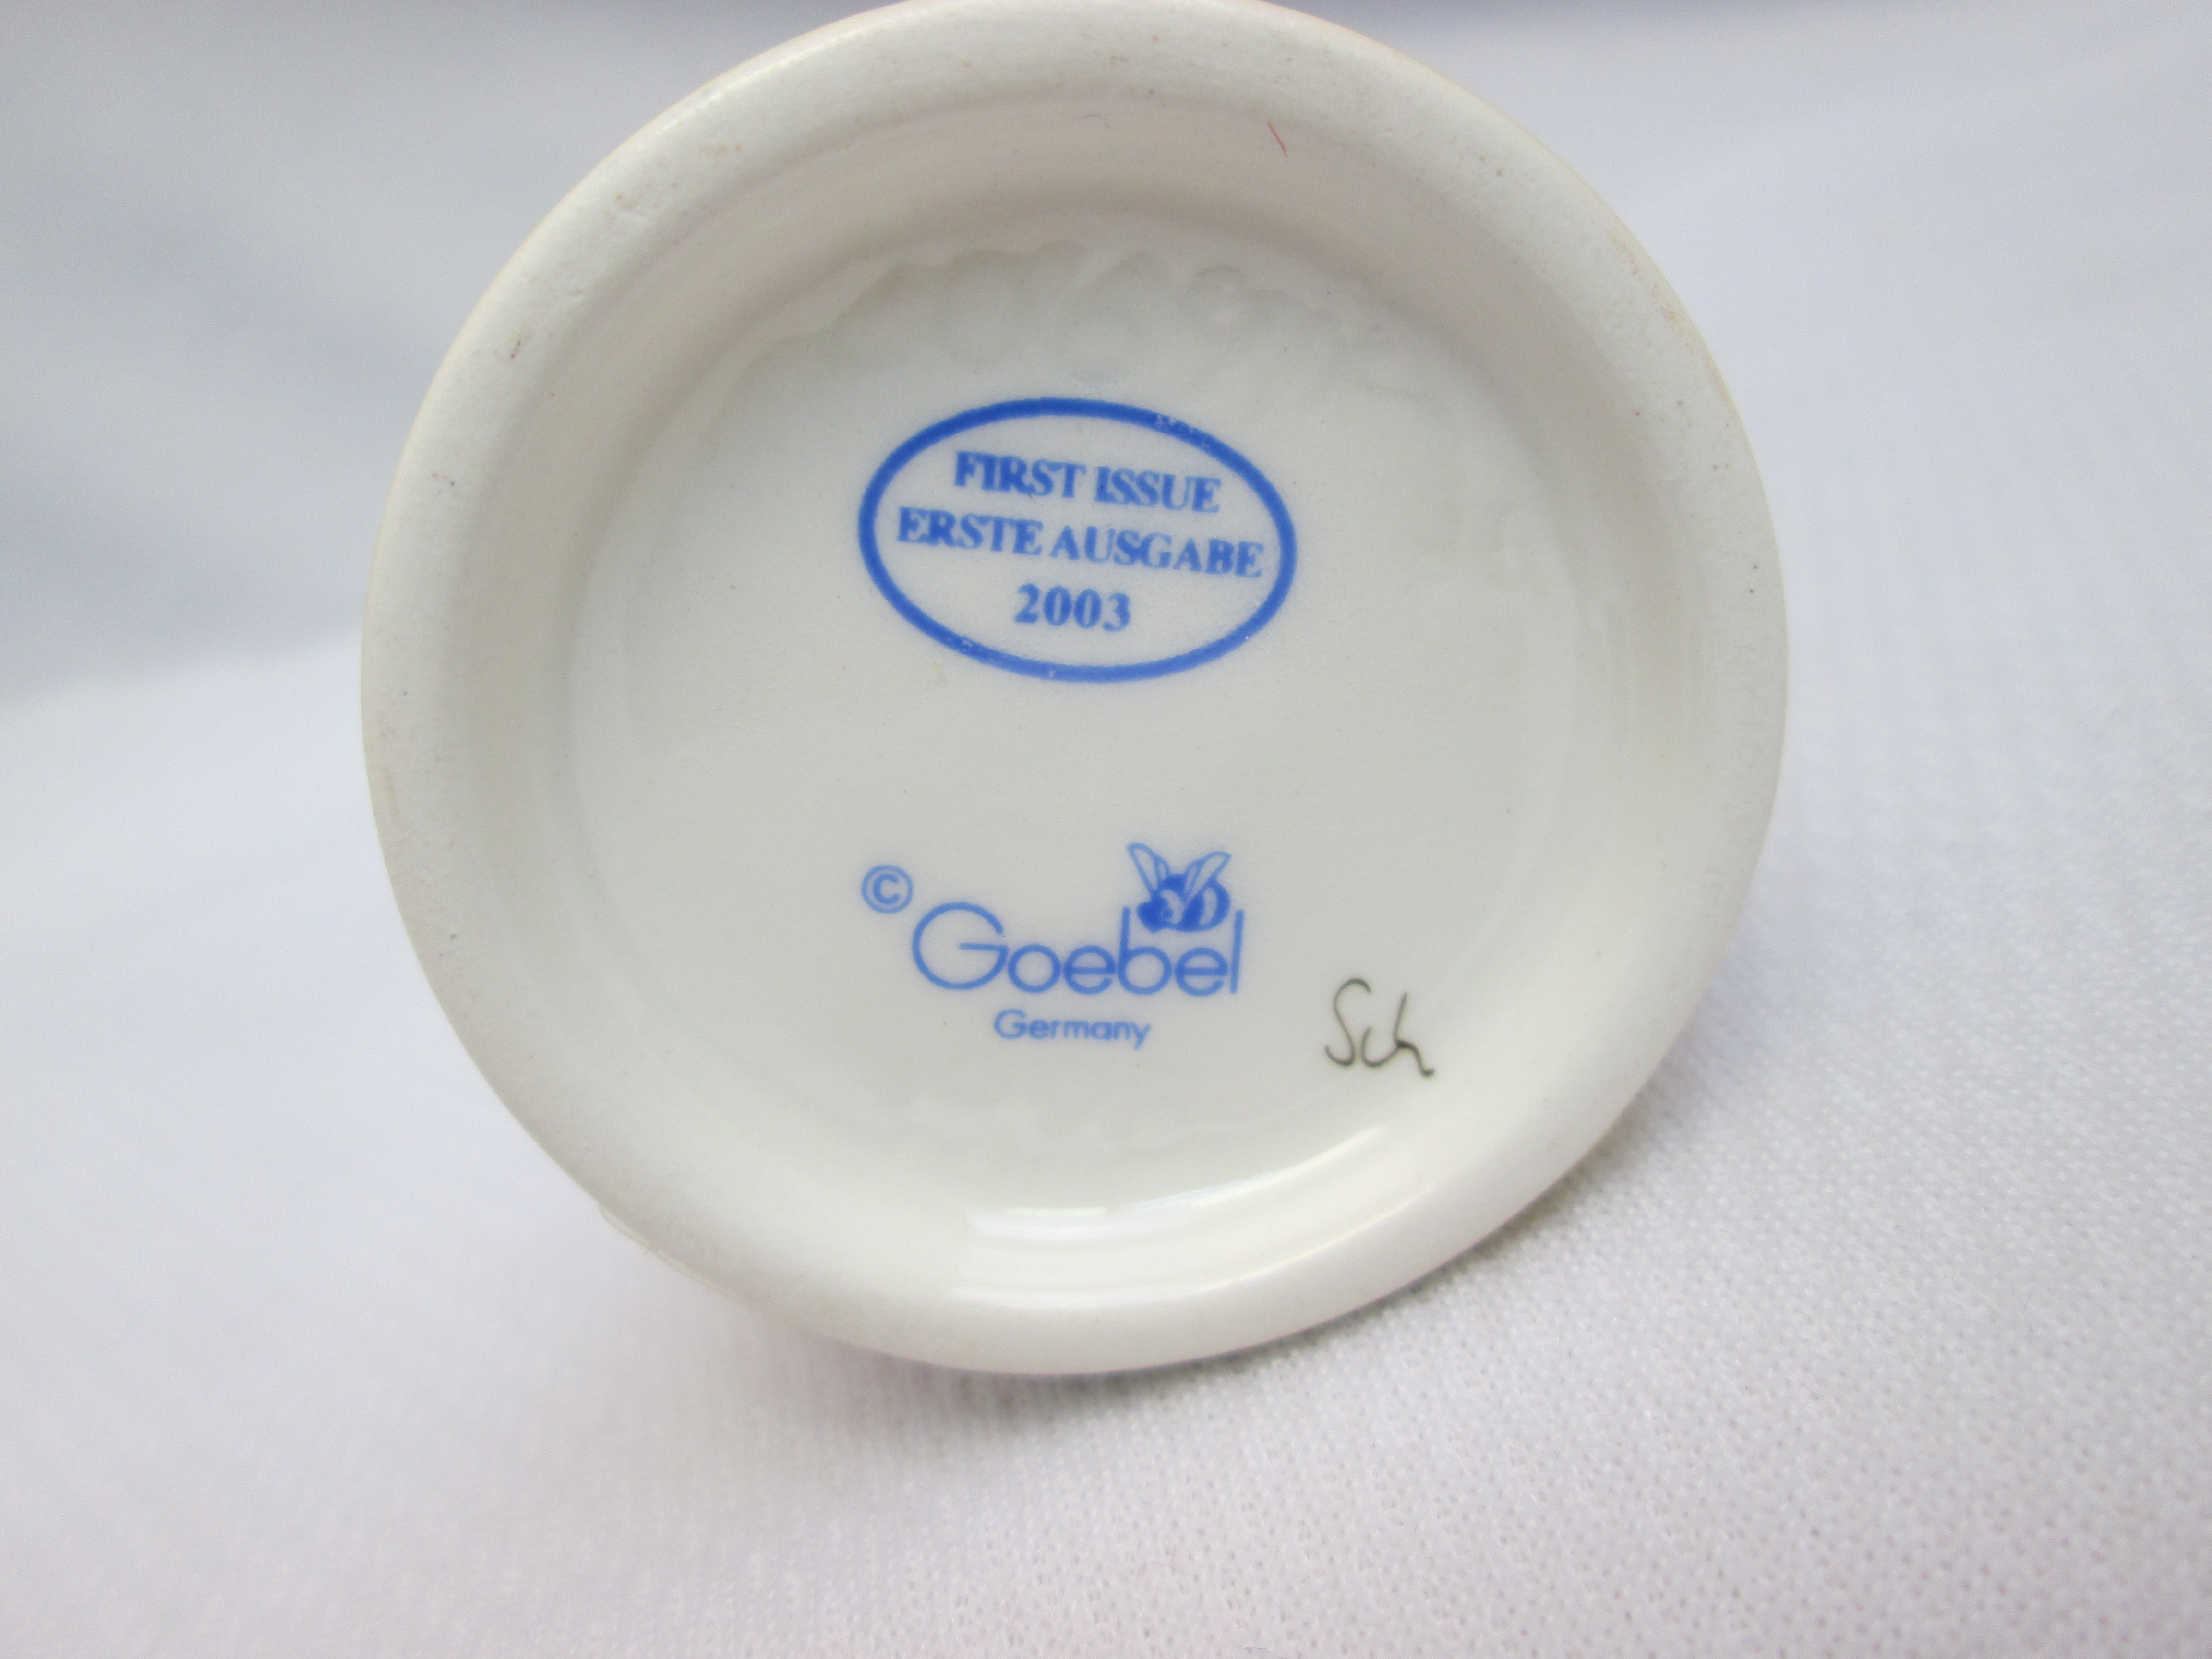 FIRST ISSUE
ERSTE AUSGABE
2003
© Goebel
Germany
Sch